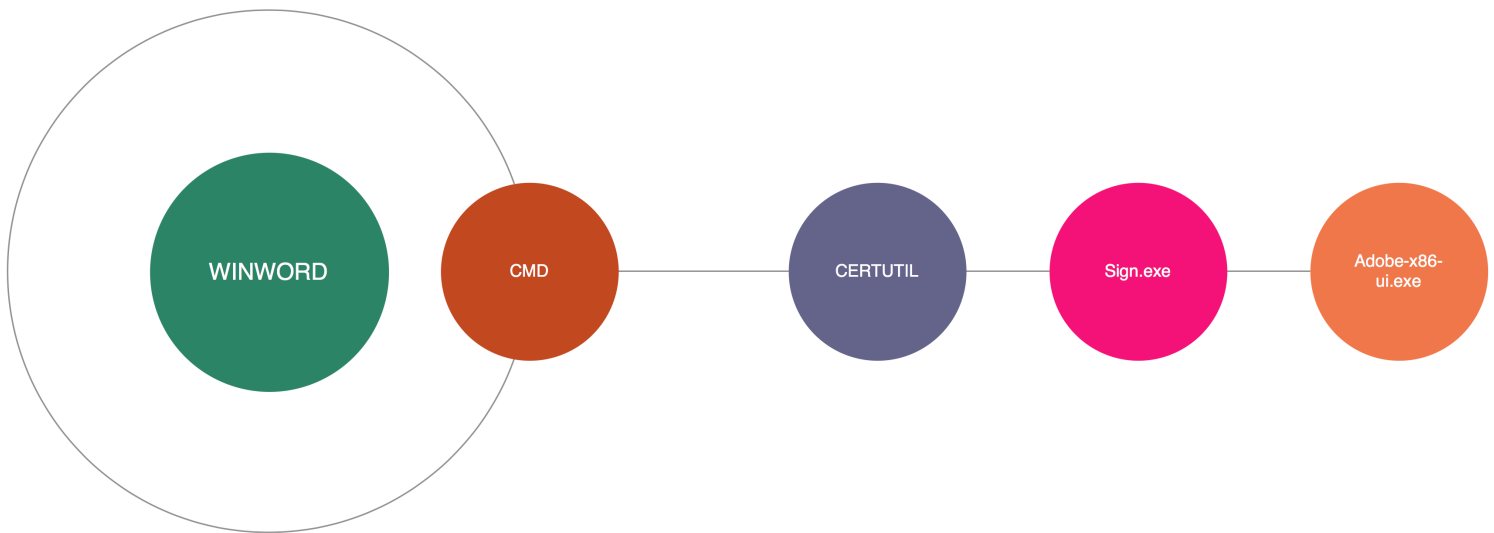 WINWORD
CMD
CERTUTIL
Sign.exe
Adobe-x86-
ui.exe